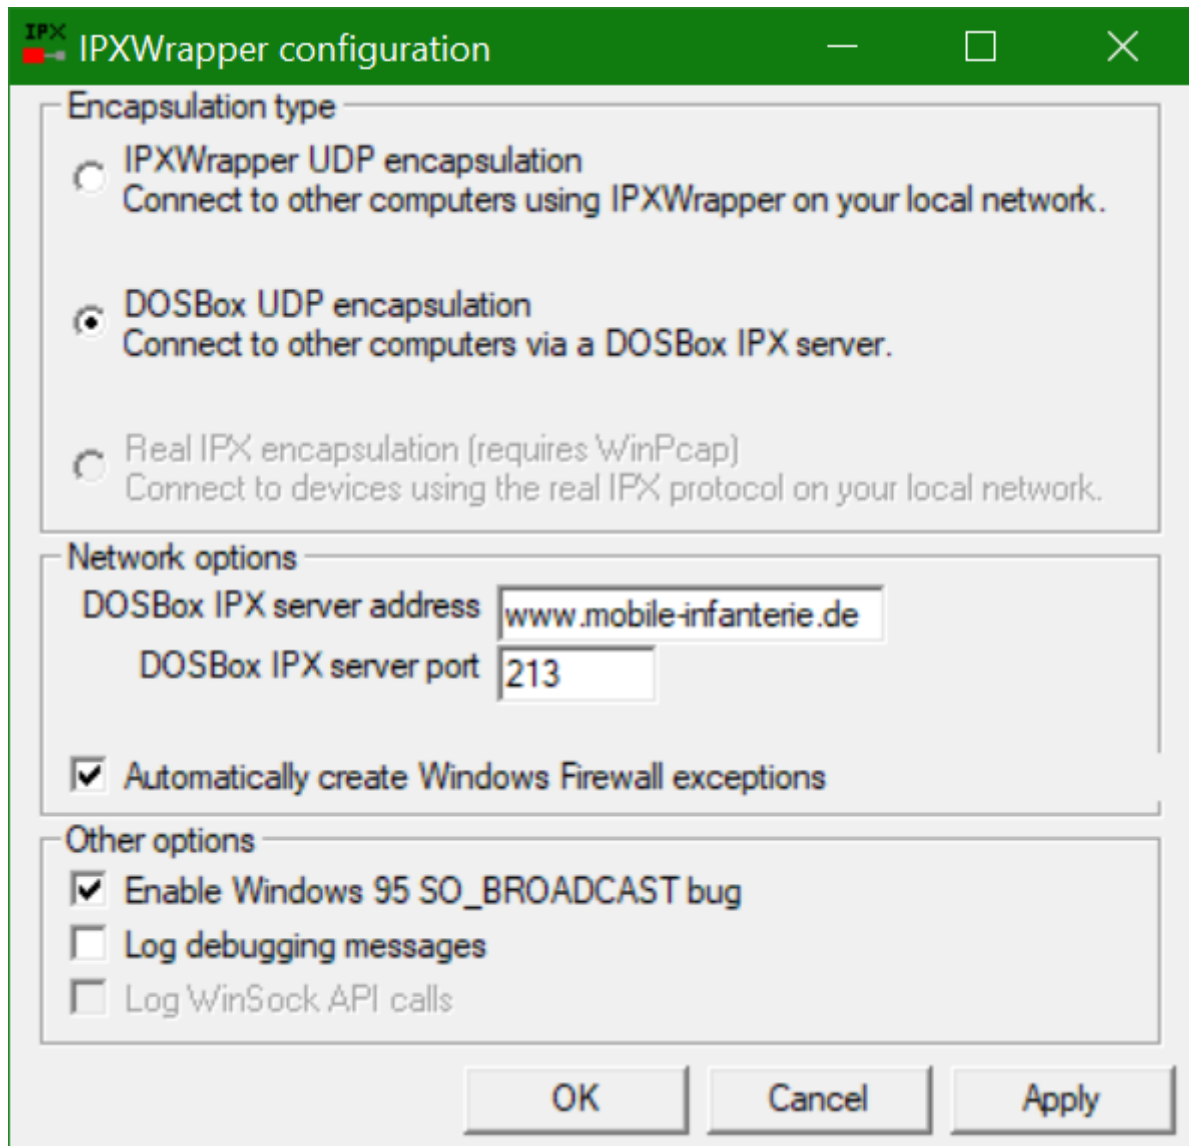 IPX
IPXWrapper configuration
Encapsulation type
IPXWrapper UDP encapsulation
Connect to other computers using IPXWrapper on your local network.
DOSBox UDP encapsulation
Connect to other computers via a DOSBox IPX server.
Real IPX encapsulation (requires WinPcap)
Connect to devices using the real IPX protocol on your local network.
Network options
DOSBox IPX server address www.mobile-infanterie.de
DOSBox IPX server port 213
Automatically create Windows Firewall exceptions
Other options
Enable Windows 95 SO_BROADCAST bug
Log debugging messages
Log WinSock API calls
OK Cancel Apply